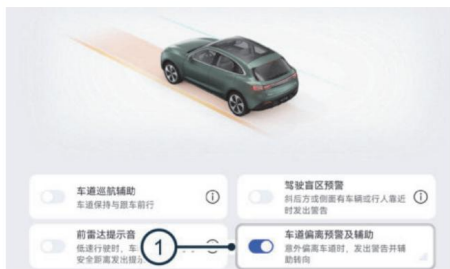 车道巡航辅助
车道保持与跟车前行
驾驶盲区预警
斜后方或侧面有车辆或行人靠近
时发出警告
前雷达提示音
低速行驶时，车
安全距离发出提示
1
车道偏离预警及辅助
意外偏离车道时，发出警告并辅
助转向